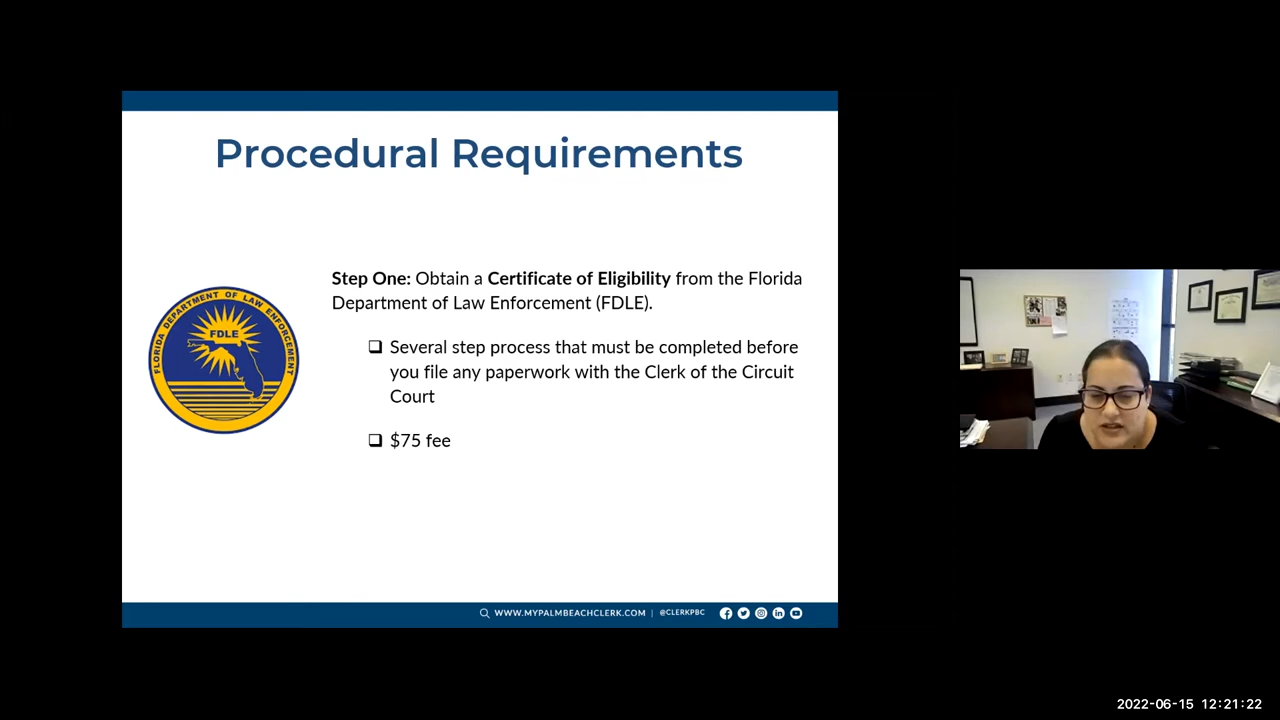 Procedural Requirements
Step One: Obtain a Certificate of Eligibility from the Florida
Department of Law Enforcement (FDLE).
FLORIDA DEPARTMENT OF LAW ENFORCEMENT
FDLE
Several step process that must be completed before
you file any paperwork with the Clerk of the Circuit
Court
$75 fee
WWW.MYPALMBEACHCLERK.COM | @CLERKPBC
2022-06-15 12:21:22